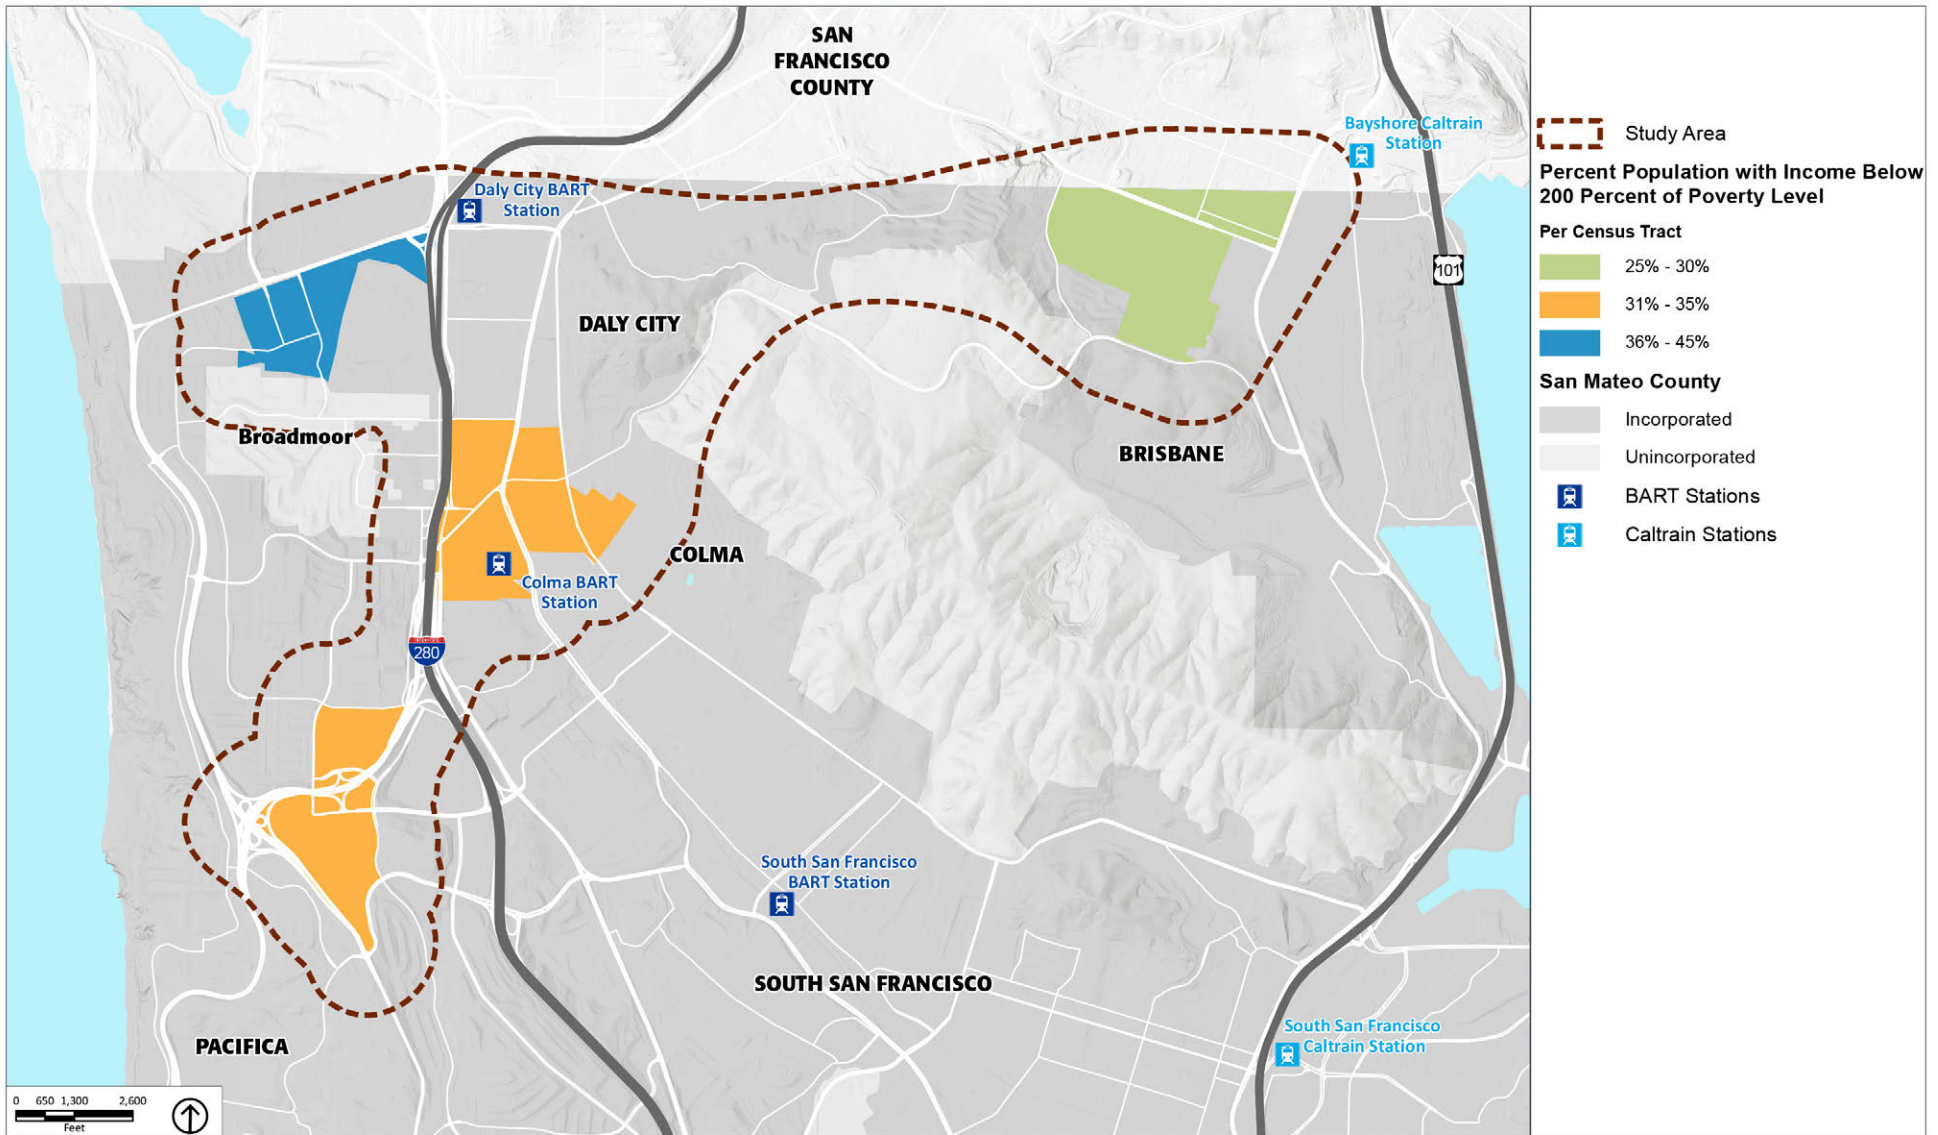 SAN
FRANCISCO
COUNTY
Bayshore Caltrain
Station
Daly City BART
Station
101
DALY CITY
Broadmoor
BRISBANE
COLMA
Colma BART
Station
INTERSTATE
280
South San Francisco
BART Station
SOUTH SAN FRANCISCO
PACIFICA
South San Francisco
Caltrain Station
0 650 1,300 2,600
Feet
Study Area
Percent Population with Income Below
200 Percent of Poverty Level
Per Census Tract
25% - 30%
31% - 35%
36% - 45%
San Mateo County
Incorporated
Unincorporated
BART Stations
Caltrain Stations